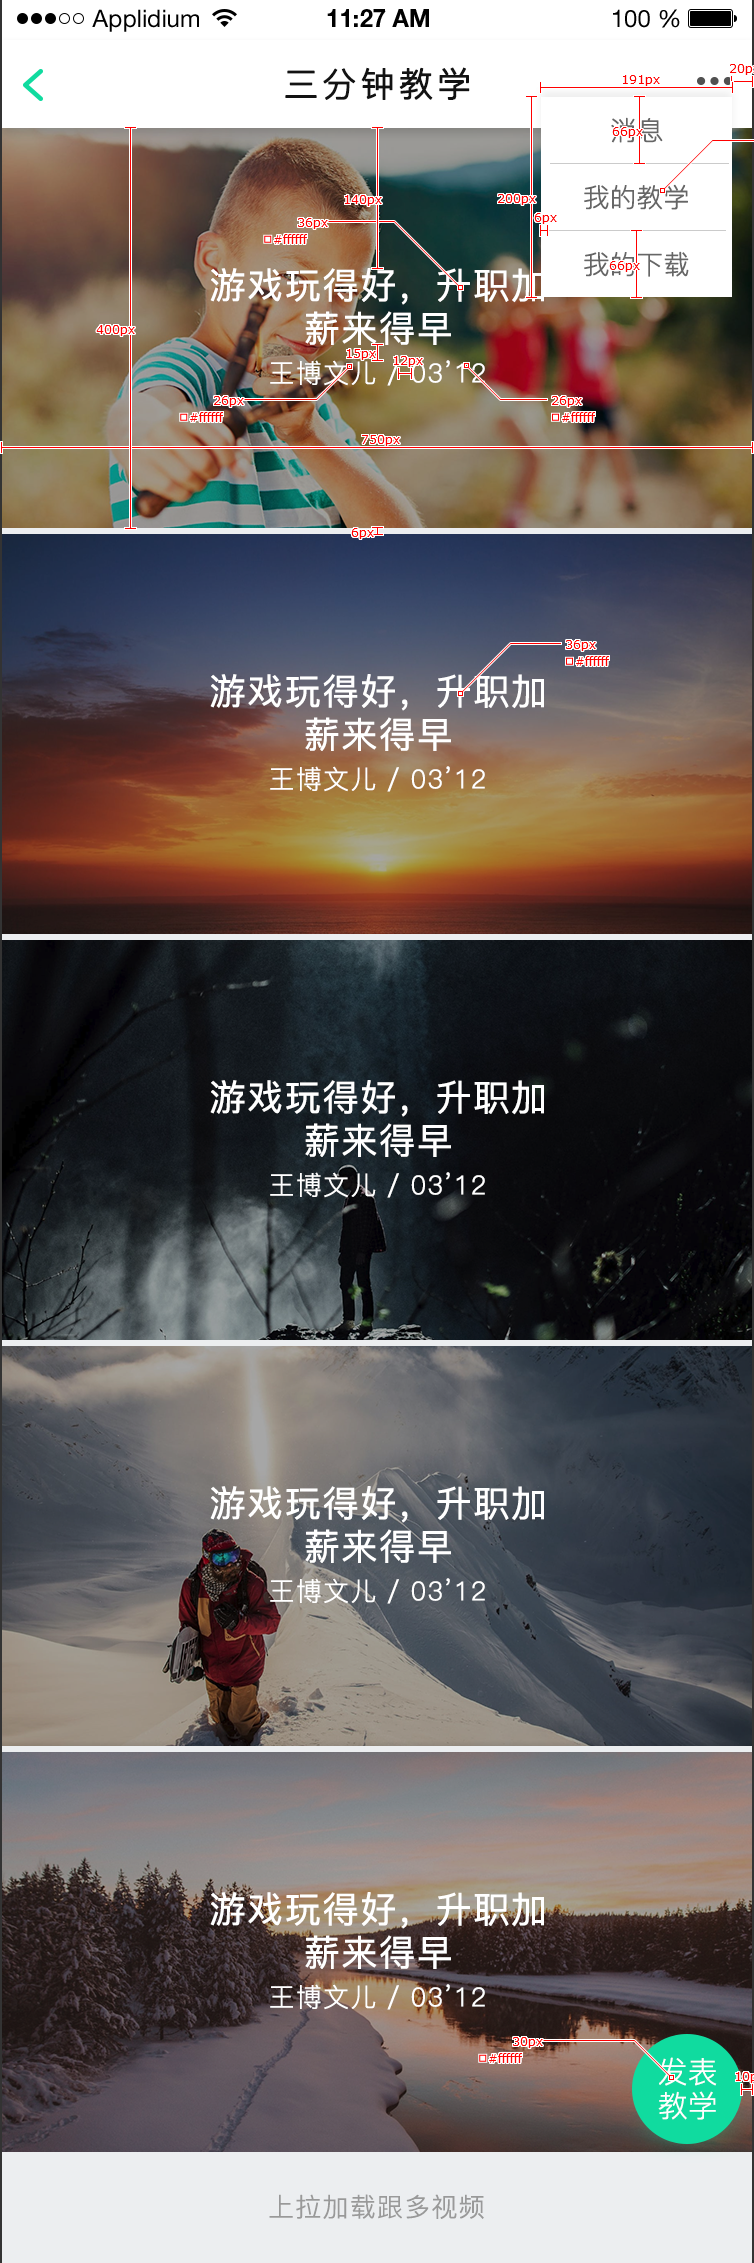 Applidium 11:27 AM 100 %
三分钟教学
191px
20p
消息
66px
我的教学
200px
6px
我的下载
66px
140px
36px
#ffffff
游戏玩得好，升职加
薪来得早
400px
15px
12px
王博文儿 / 03’12
26px
#ffffff
26px
#ffffff
750px
6px
36px
#ffffff
游戏玩得好，升职加
薪来得早
王博文儿 / 03’12
游戏玩得好，升职加
薪来得早
王博文儿 / 03’12
游戏玩得好，升职加
薪来得早
王博文儿 / 03’12
游戏玩得好，升职加
薪来得早
王博文儿 / 03’12
30px
#ffffff
发表
教学
10p
上拉加载跟多视频